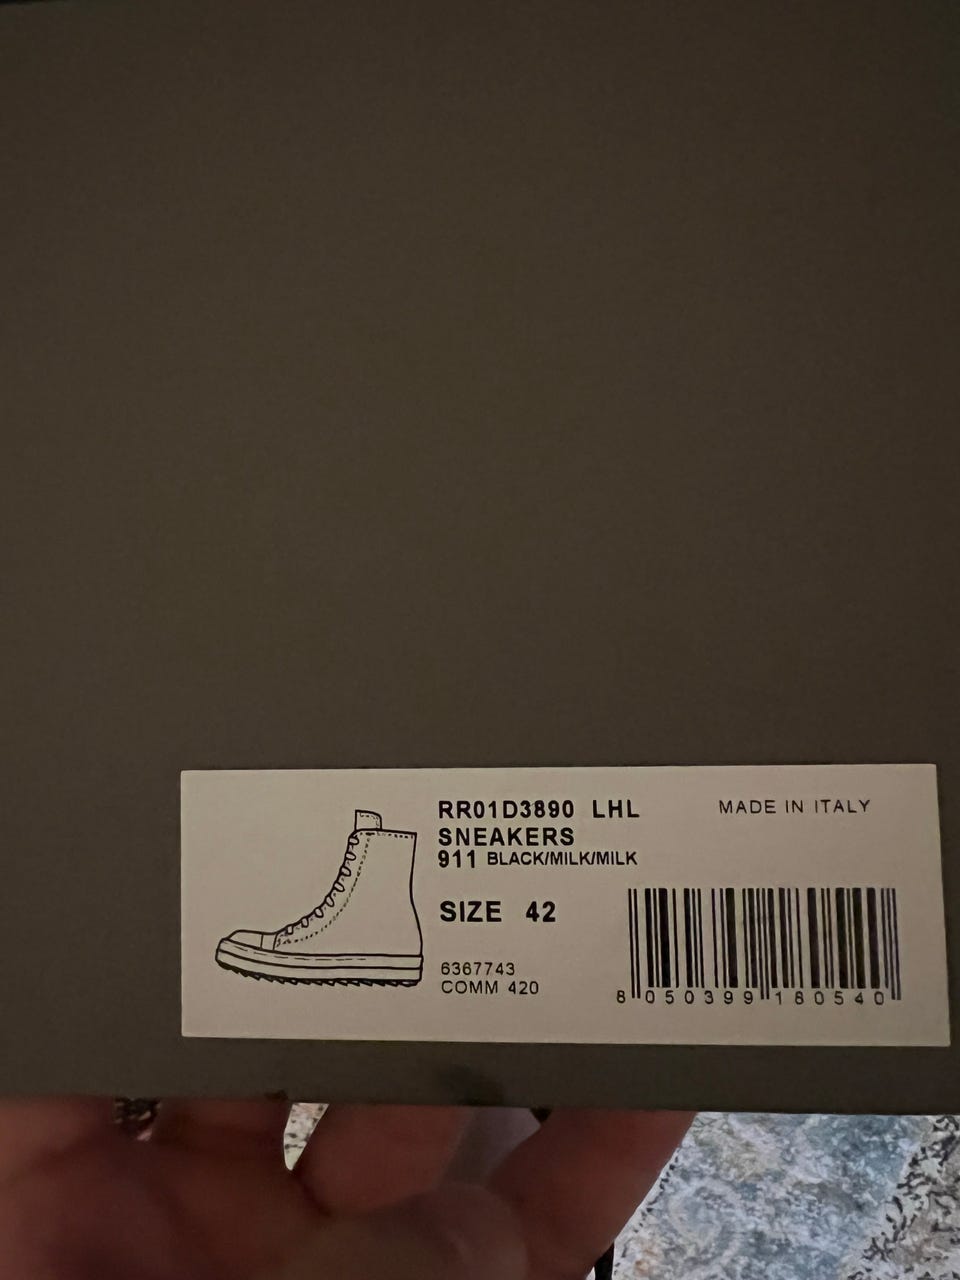 RR01D3890 LHL
SNEAKERS
911 BLACK/MILK/MILK
MADE IN ITALY
SIZE 42
6367743
COMM 420
8 050399 180540